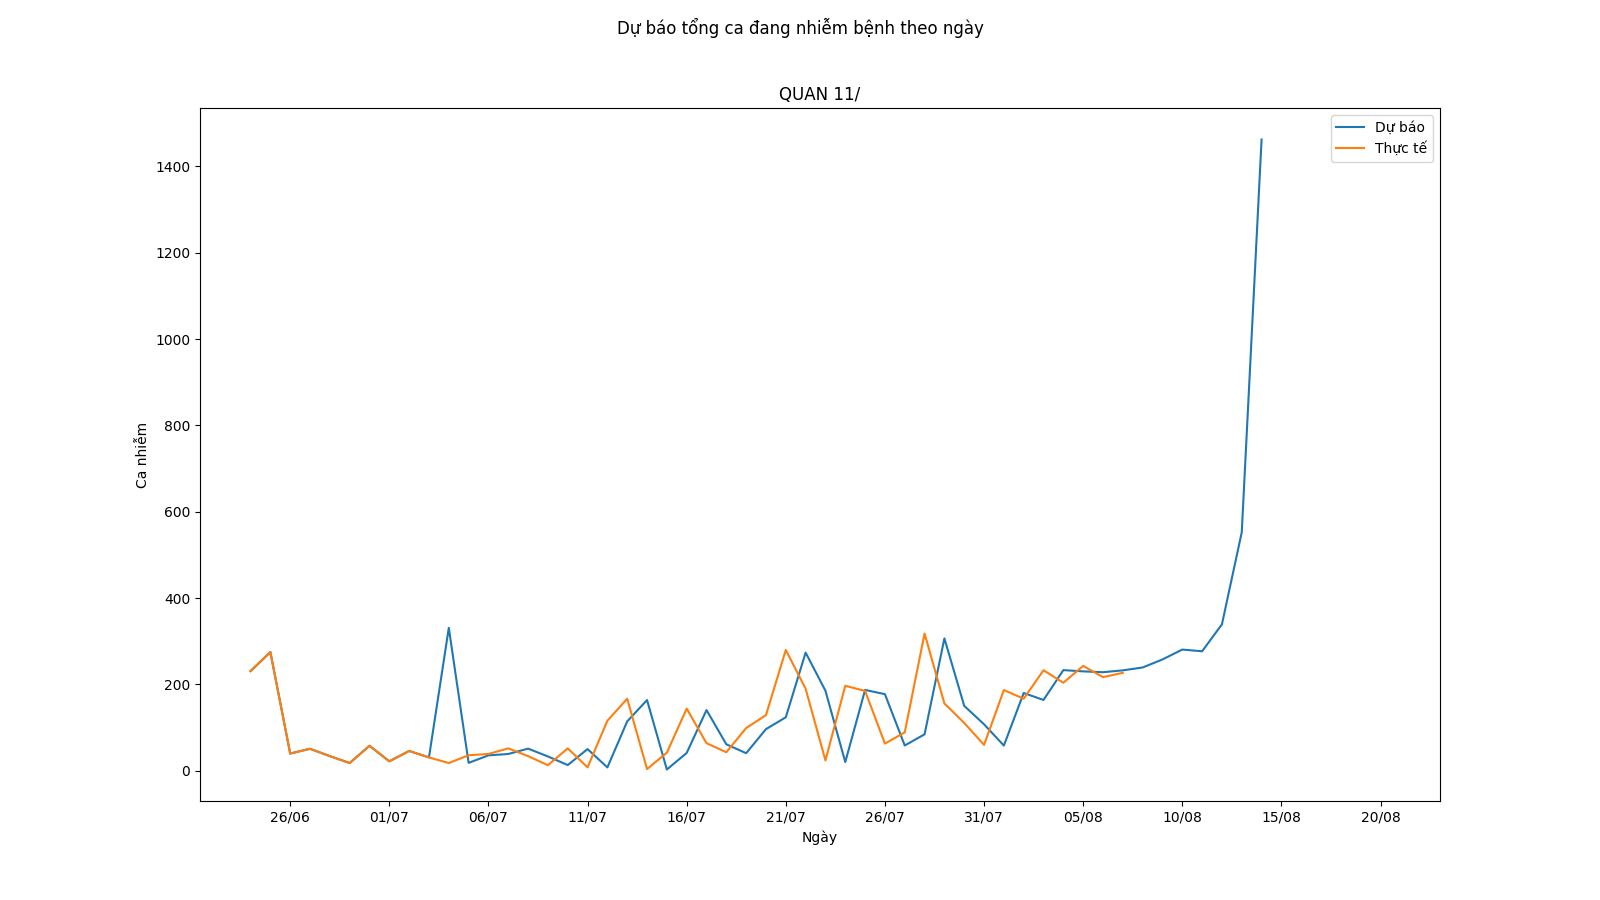 Dự báo tổng ca đang nhiễm bệnh theo ngày
QUAN 11/
Dự báo
Thực tế
1400
1200
1000
800
600
400
200
0
Ca nhiễm
26/06 01/07 06/07 11/07 16/07 21/07 26/07 31/07 05/08 10/08 15/08 20/08
Ngày